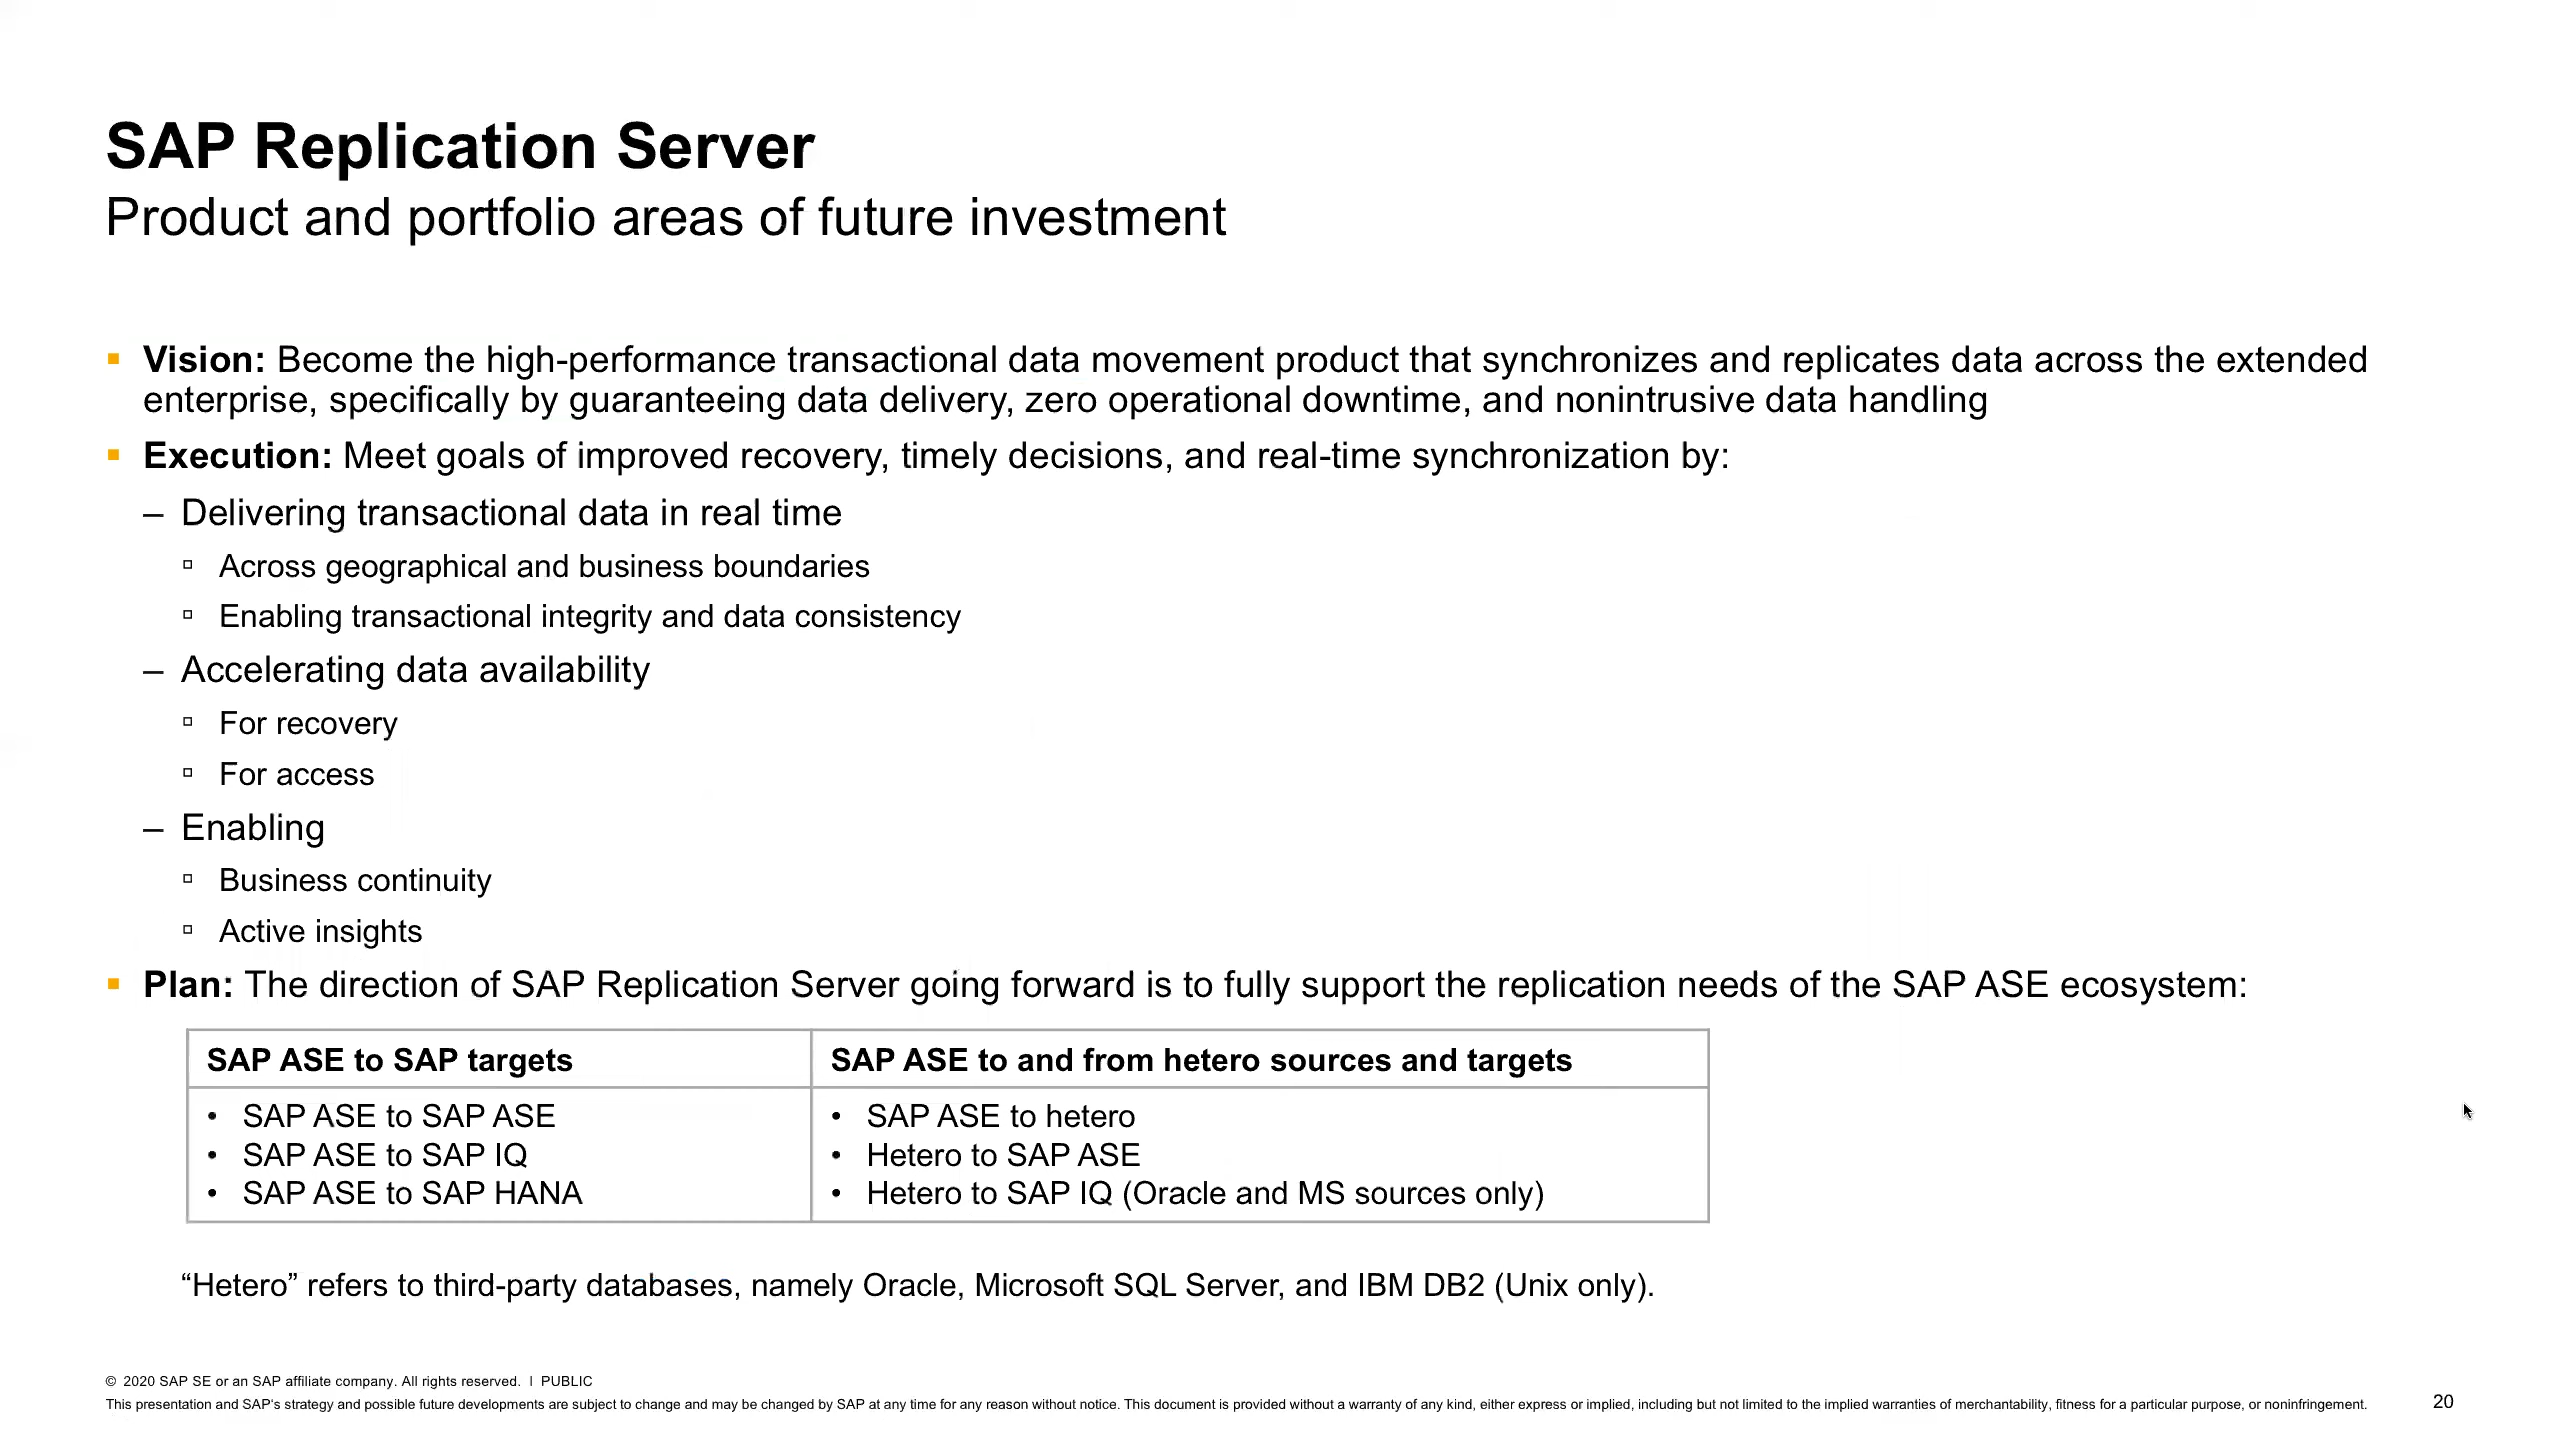 SAP Replication Server
Product and portfolio areas of future investment
▪ Vision: Become the high-performance transactional data movement product that synchronizes and replicates data across the extended
enterprise, specifically by guaranteeing data delivery, zero operational downtime, and nonintrusive data handling
▪ Execution: Meet goals of improved recovery, timely decisions, and real-time synchronization by:
– Delivering transactional data in real time
▫ Across geographical and business boundaries
▫ Enabling transactional integrity and data consistency
– Accelerating data availability
▫ For recovery
▫ For access
– Enabling
▫ Business continuity
▫ Active insights
▪ Plan: The direction of SAP Replication Server going forward is to fully support the replication needs of the SAP ASE ecosystem:
SAP ASE to SAP targets
• SAP ASE to SAP ASE
• SAP ASE to SAP IQ
• SAP ASE to SAP HANA
SAP ASE to and from hetero sources and targets
• SAP ASE to hetero
• Hetero to SAP ASE
• Hetero to SAP IQ (Oracle and MS sources only)
“Hetero” refers to third-party databases, namely Oracle, Microsoft SQL Server, and IBM DB2 (Unix only).
© 2020 SAP SE or an SAP affiliate company. All rights reserved. I PUBLIC
This presentation and SAP's strategy and possible future developments are subject to change and may be changed by SAP at any time for any reason without notice. This document is provided without a warranty of any kind, either express or implied, including but not limited to the implied warranties of merchantability, fitness for a particular purpose, or noninfringement.
20